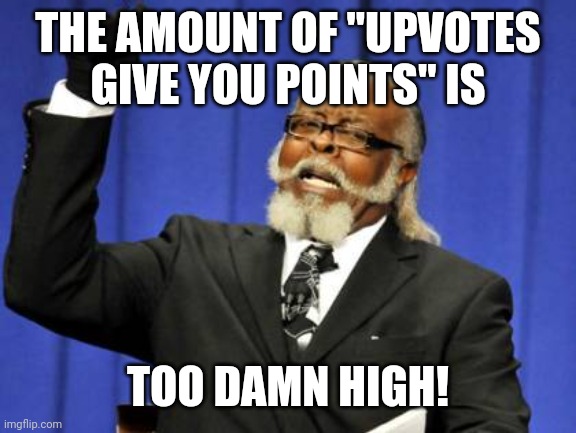 THE AMOUNT OF "UPVOTES
GIVE YOU POINTS" IS
TOO DAMN HIGH!
imgflip.com